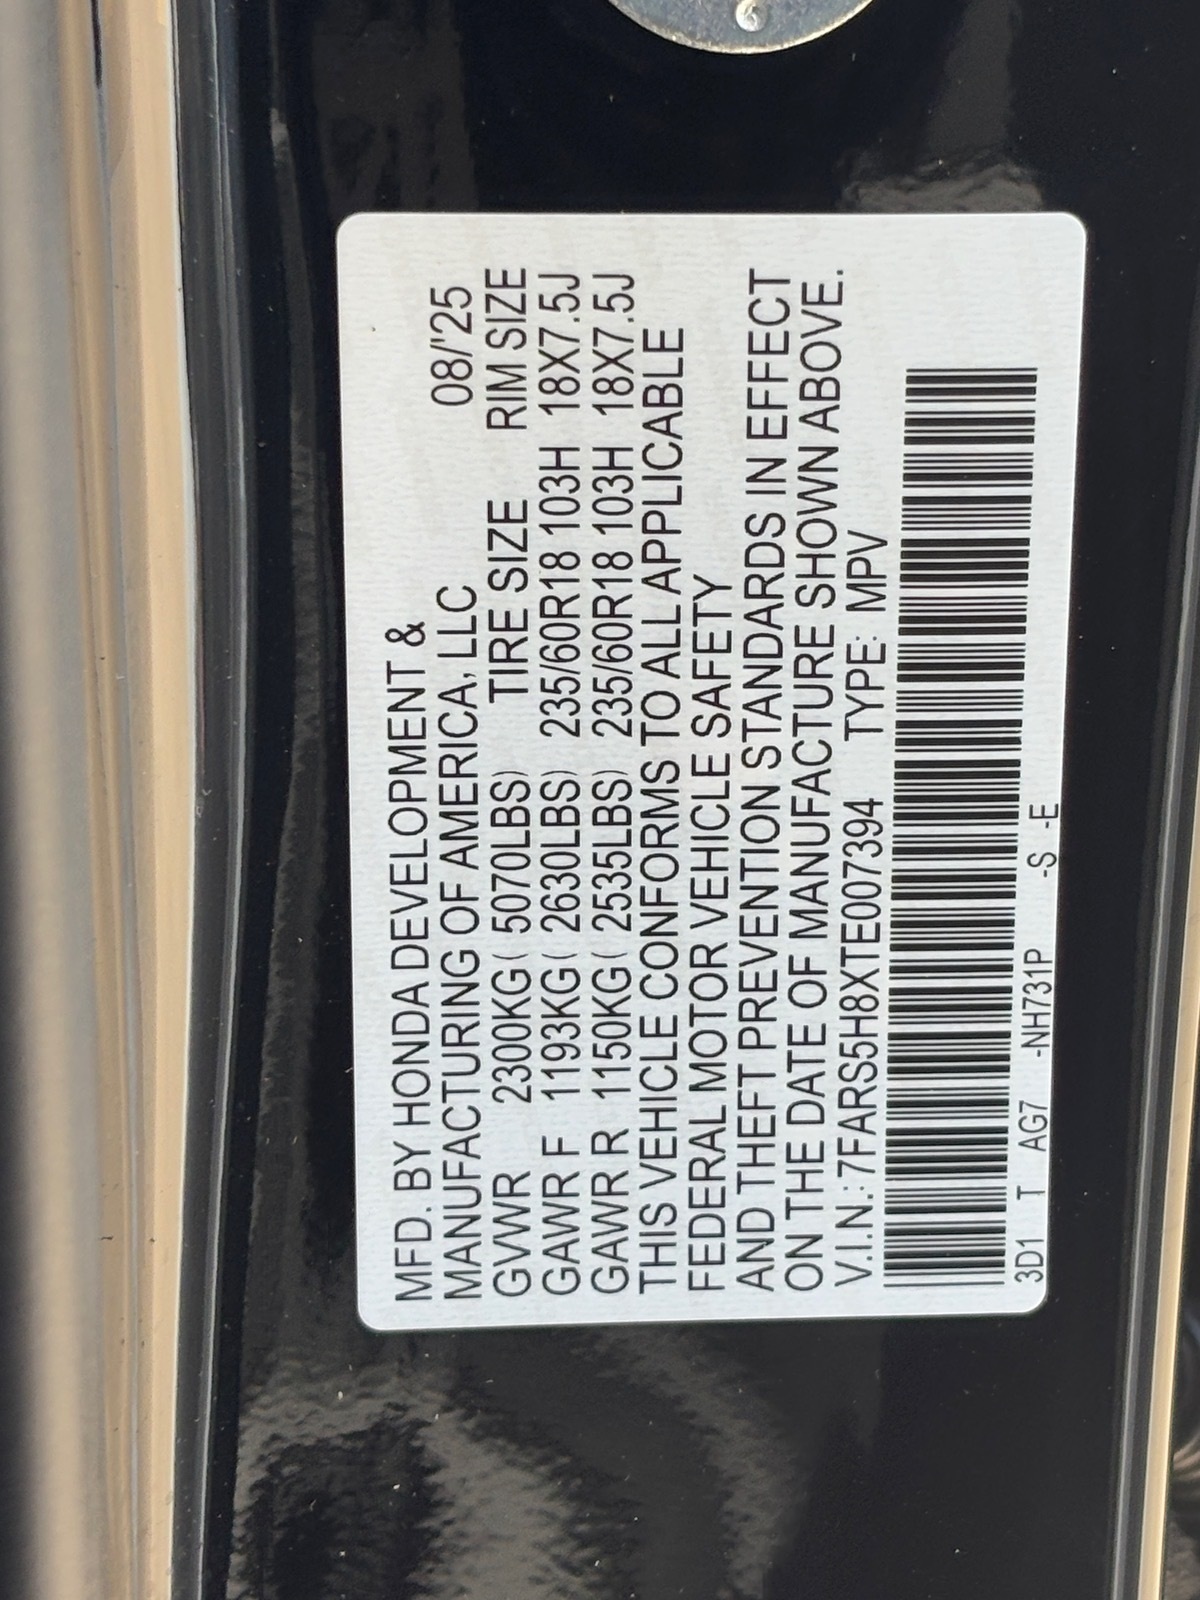 MFD. BY HONDA DEVELOPMENT &
MANUFACTURING OF AMERICA, LLC 08/'25
GVWR 2300KG( 5070LBS) TIRE SIZE RIM SIZE
GAWR F 1193KG( 2630LBS) 235/60R18 103H 18X7.5J
GAWR R 1150KG( 2535LBS) 235/60R18 103H 18X7.5J
THIS VEHICLE CONFORMS TO ALL APPLICABLE
FEDERAL MOTOR VEHICLE SAFETY
AND THEFT PREVENTION STANDARDS IN EFFECT
ON THE DATE OF MANUFACTURE SHOWN ABOVE.
V.I.N.: 7FARS5H8XTE007394 TYPE: MPV
3D1 T AG7 -NH731P -S -E
6